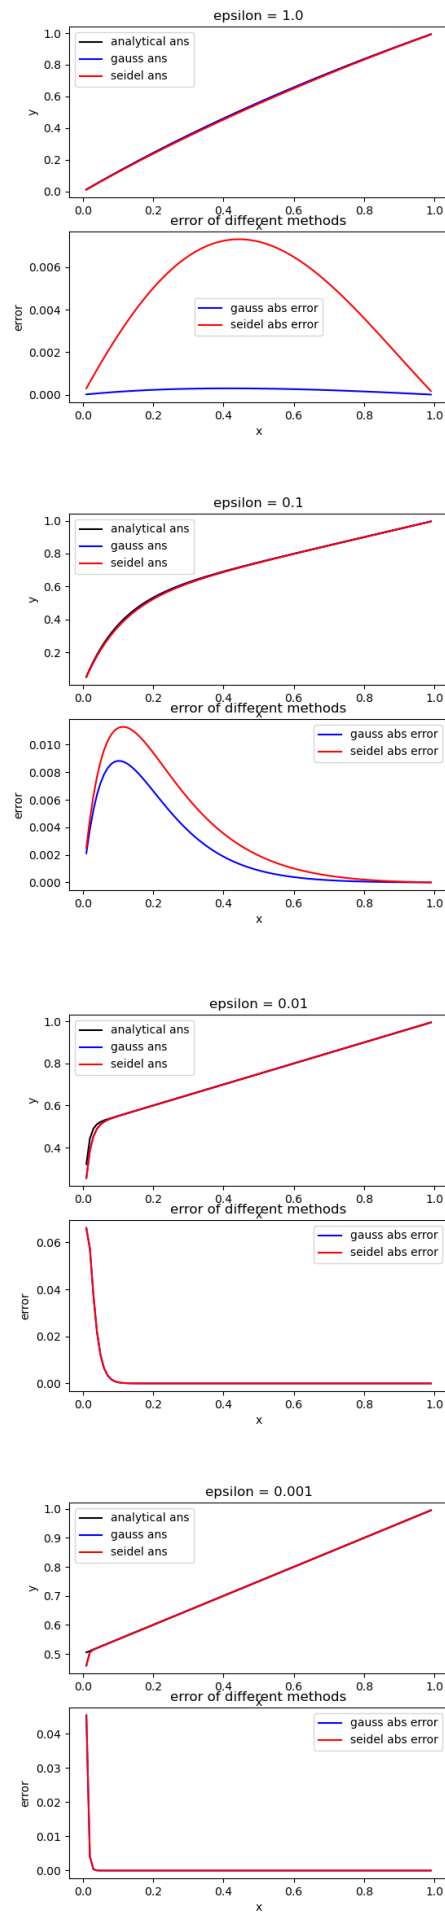 epsilon = 1.0
1.0
0.8
0.6
0.4
0.2
0.0
y
analytical ans
gauss ans
seidel ans
0.0 0.2 0.4 0.6 0.8 1.0
x
error of different methods
0.006
0.004
0.002
0.000
error
gauss abs error
seidel abs error
0.0 0.2 0.4 0.6 0.8 1.0
x
epsilon = 0.1
1.0
0.8
0.6
0.4
0.2
y
analytical ans
gauss ans
seidel ans
0.0 0.2 0.4 0.6 0.8 1.0
x
error of different methods
0.010
0.008
0.006
0.004
0.002
0.000
error
gauss abs error
seidel abs error
0.0 0.2 0.4 0.6 0.8 1.0
x
epsilon = 0.01
1.0
0.8
0.6
0.4
y
analytical ans
gauss ans
seidel ans
0.0 0.2 0.4 0.6 0.8 1.0
x
error of different methods
0.06
0.04
0.02
0.00
error
gauss abs error
seidel abs error
0.0 0.2 0.4 0.6 0.8 1.0
x
epsilon = 0.001
1.0
0.9
0.8
0.7
0.6
0.5
y
analytical ans
gauss ans
seidel ans
0.0 0.2 0.4 0.6 0.8 1.0
x
error of different methods
0.04
0.03
0.02
0.01
0.00
error
gauss abs error
seidel abs error
0.0 0.2 0.4 0.6 0.8 1.0
x